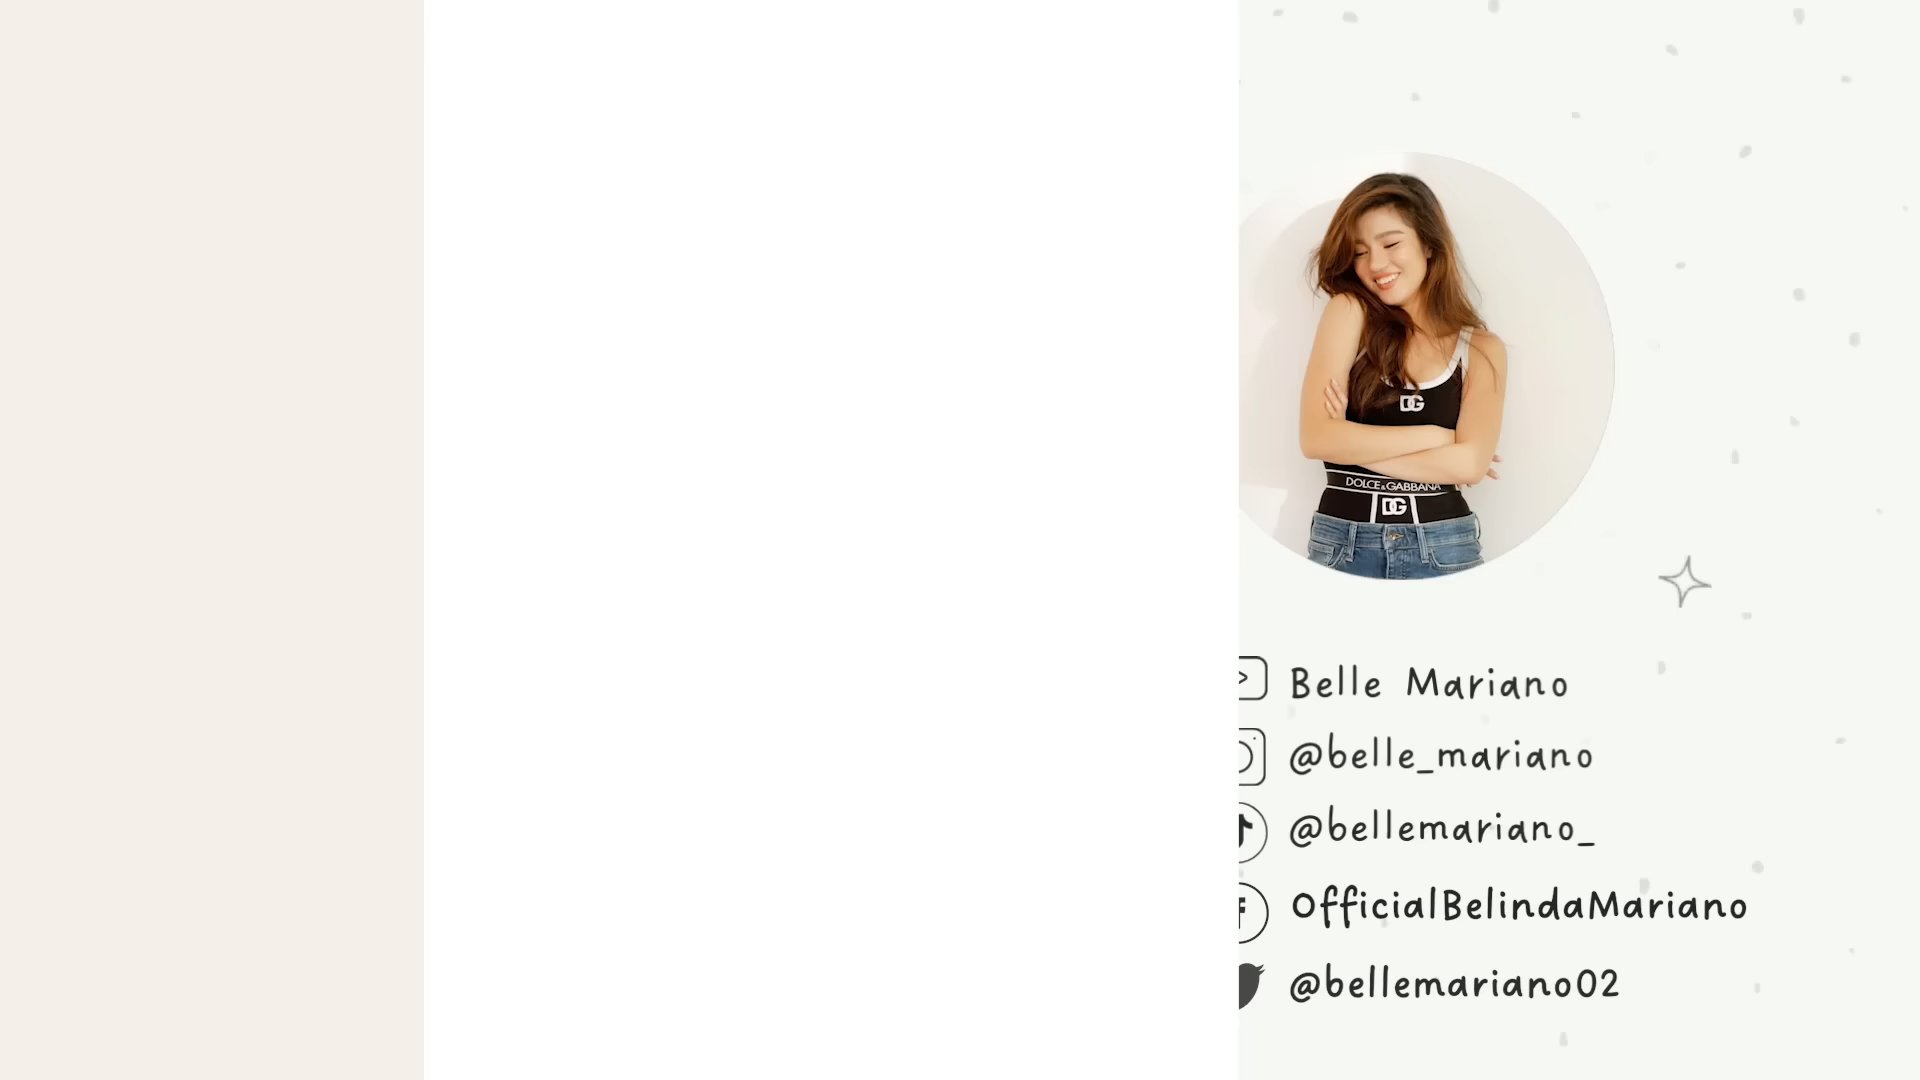 DG
DOLCE&GABBANA
DG
Belle Mariano
@belle_mariano
@bellemariano_
OfficialBelindaMariano
@bellemariano02